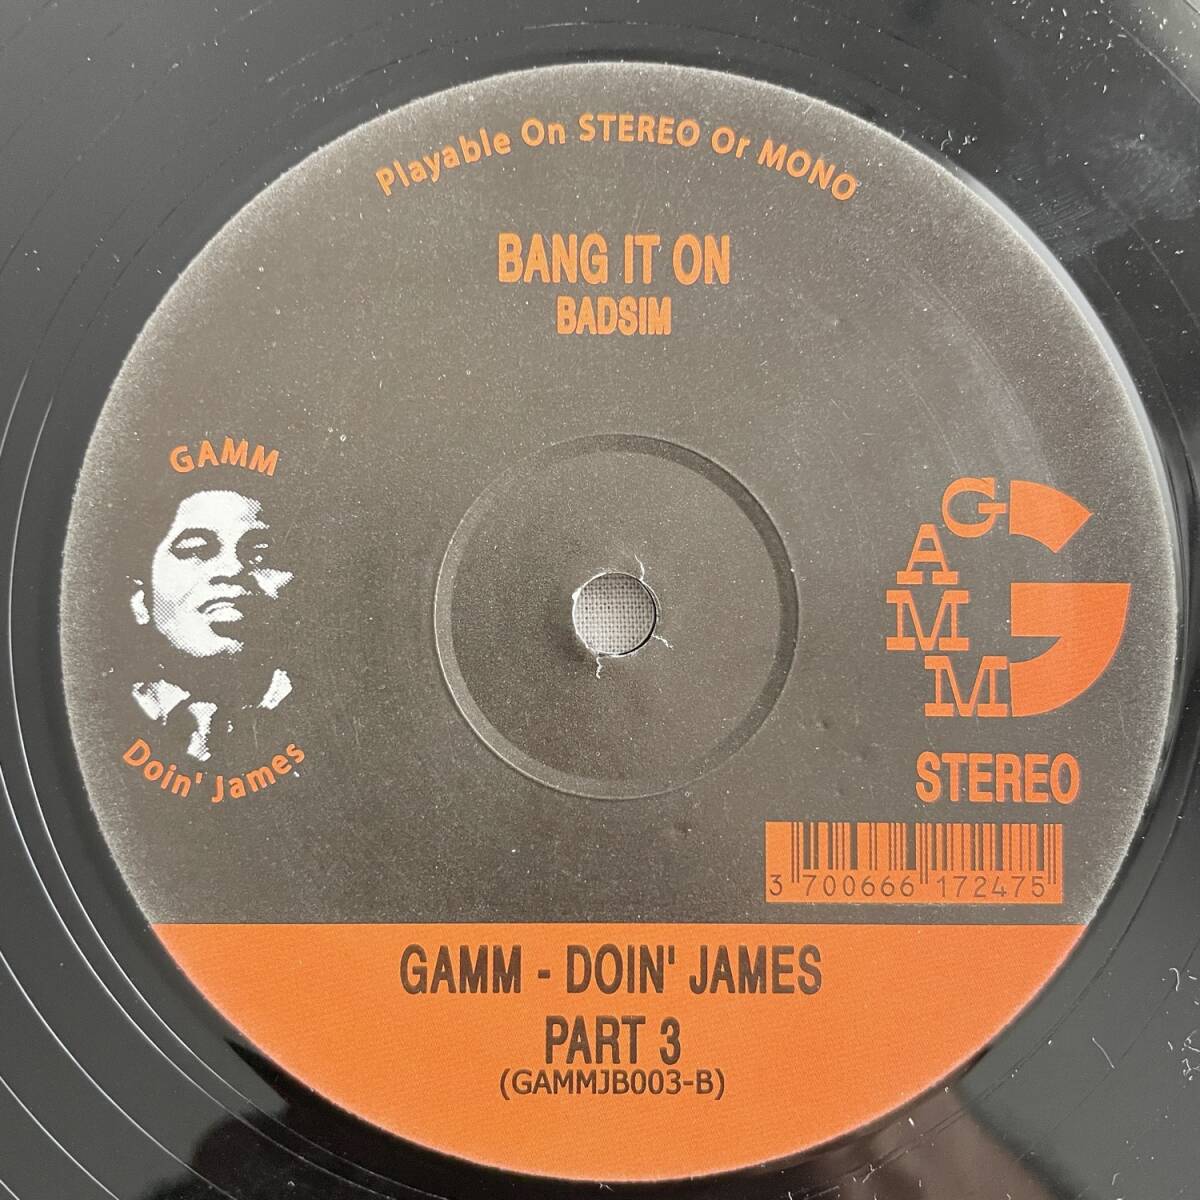 Playable On STEREO Or MONO
BANG IT ON
BADSIM
GAMM
Doin' James
G
A
M
M
G
STEREO
3 700666 172475
GAMM - DOIN' JAMES
PART 3
(GAMMJB003-B)